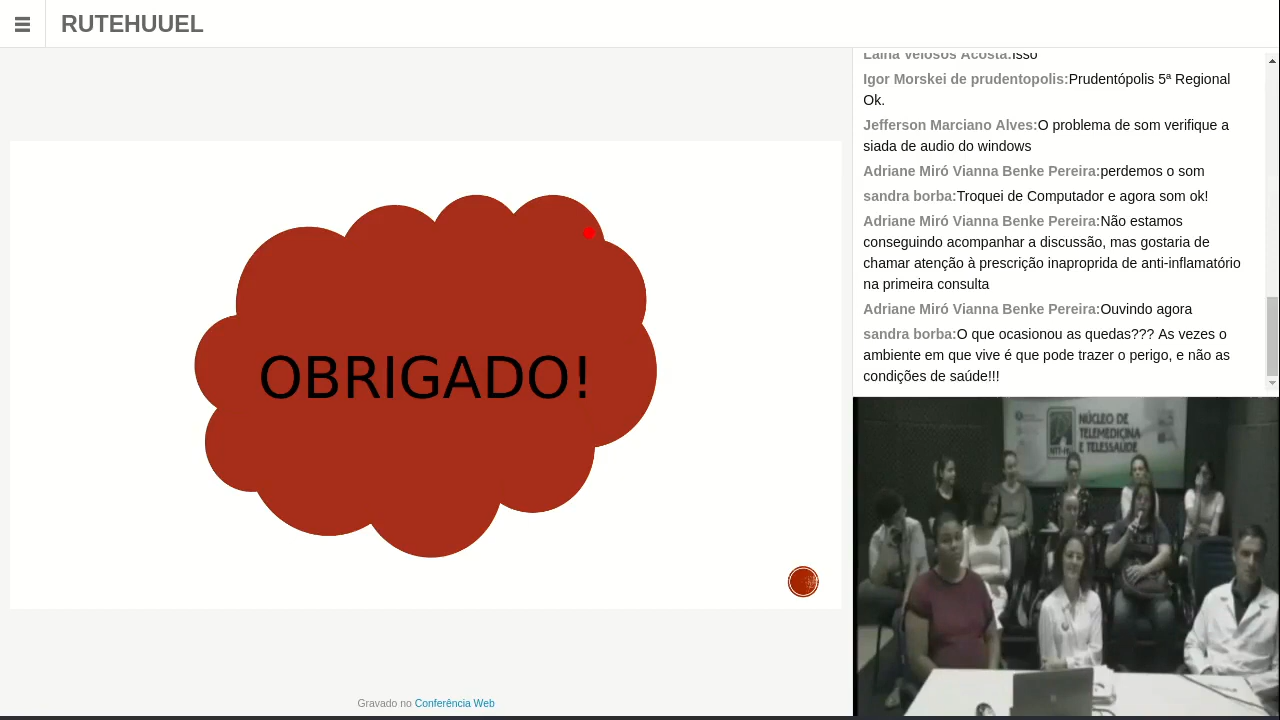 RUTEHUUEL
Laina Velosos Acosta:Isso
Igor Morskei de prudentopolis:Prudentópolis 5ª Regional
Ok.
Jefferson Marciano Alves:O problema de som verifique a
siada de audio do windows
Adriane Miró Vianna Benke Pereira:perdemos o som
sandra borba:Troquei de Computador e agora som ok!
Adriane Miró Vianna Benke Pereira:Não estamos
conseguindo acompanhar a discussão, mas gostaria de
chamar atenção à prescrição inaproprida de anti-inflamatório
na primeira consulta
Adriane Miró Vianna Benke Pereira:Ouvindo agora
sandra borba:O que ocasionou as quedas??? As vezes o
ambiente em que vive é que pode trazer o perigo, e não as
condições de saúde!!!
OBRIGADO!
NÚCLEO DE
TELEMEDICINA
E TELESSAÚDE
Gravado no Conferência Web